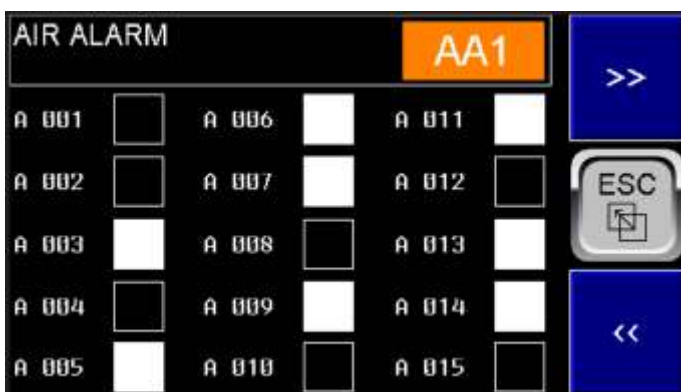 AIR ALARM AA1
>>
A 001 A 006 A 011
A 002 A 007 A 012
ESC
A 003 A 008 A 013
A 004 A 009 A 014
<<
A 005 A 010 A 015